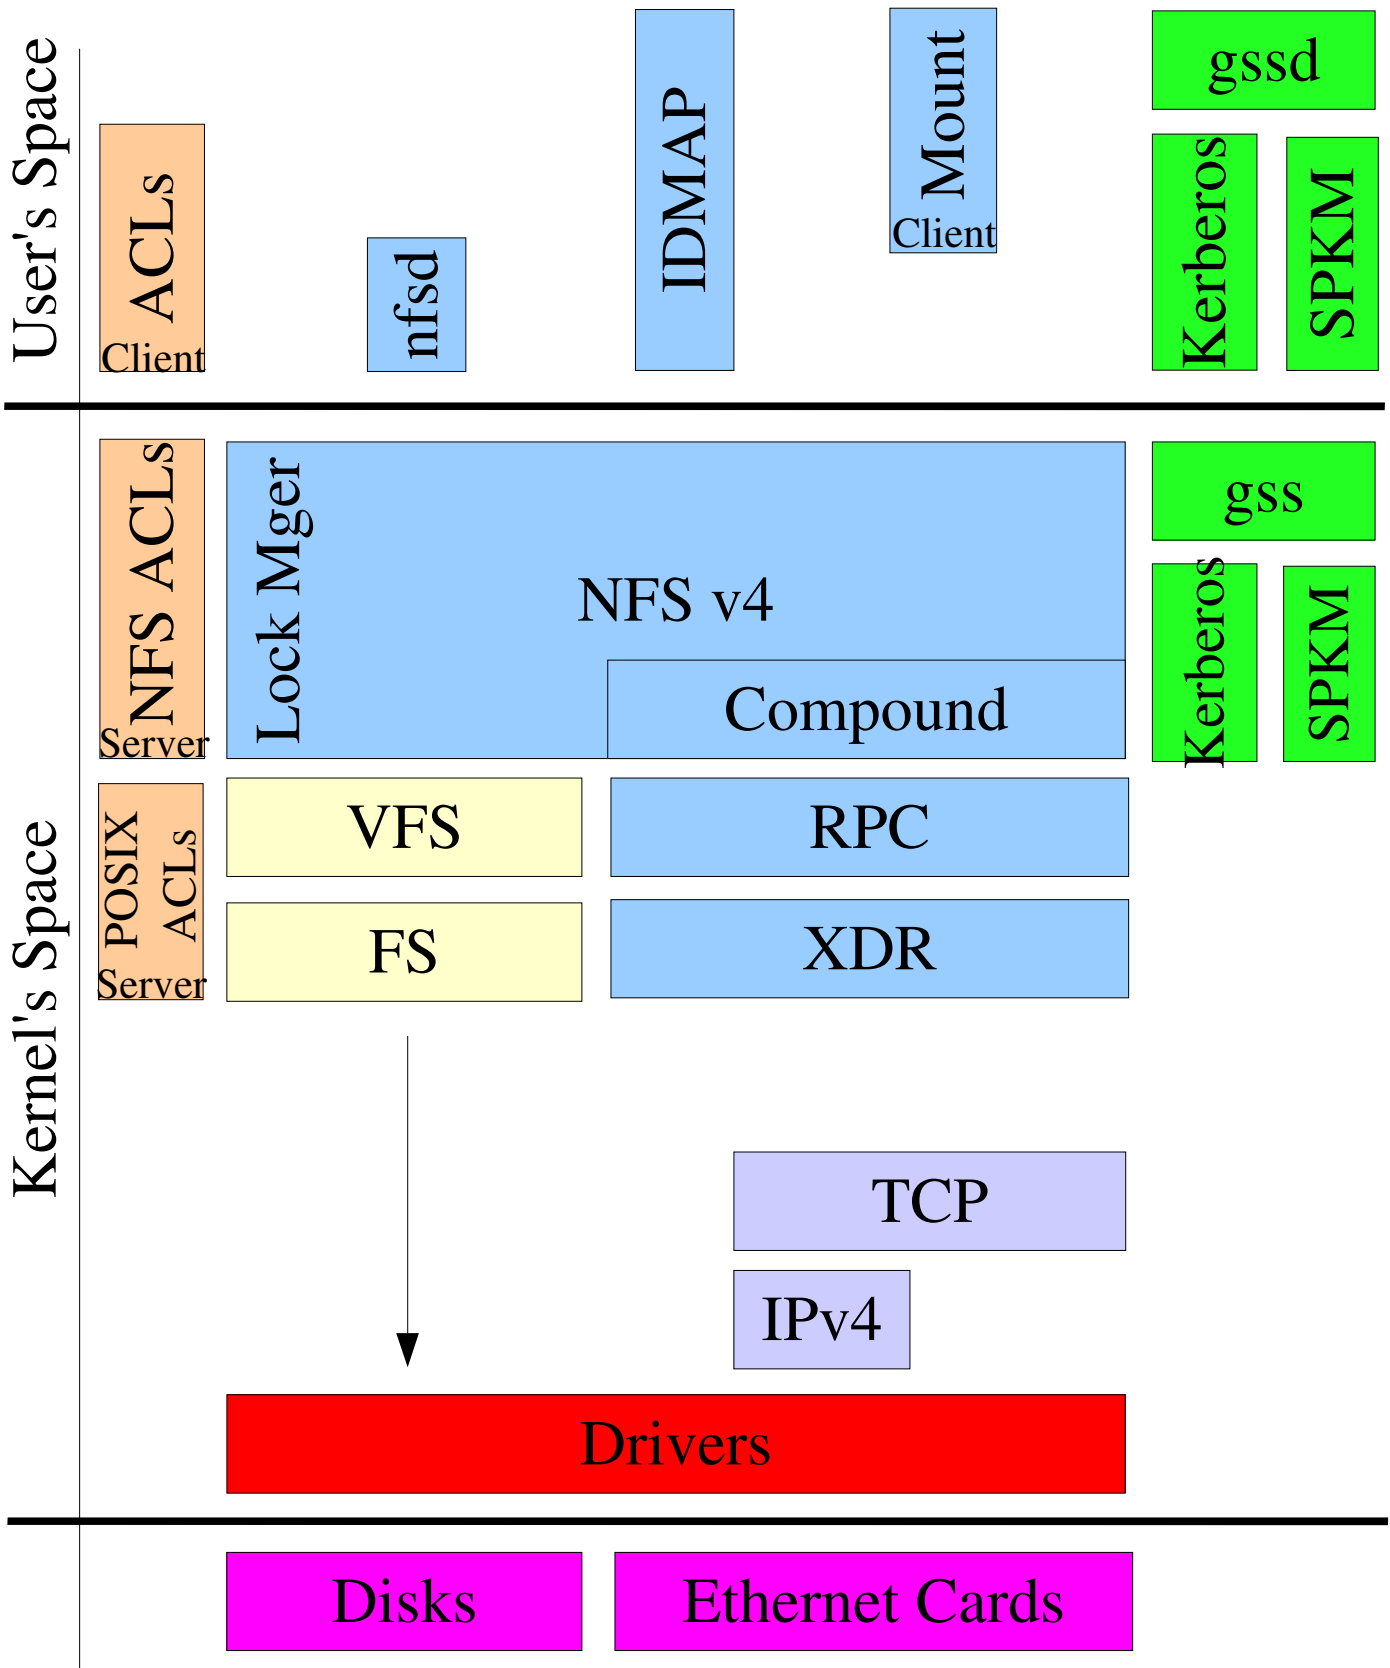 User's Space
ACLs
Client
nfsd
IDMAP
Mount
Client
gssd
Kerberos
SPKM
Kernel's Space
NFS ACLs
Server
Lock Mger
NFS v4
Compound
gss
Kerberos
SPKM
POSIX
ACLs
Server
VFS
RPC
FS
XDR
TCP
IPv4
Drivers
Disks
Ethernet Cards